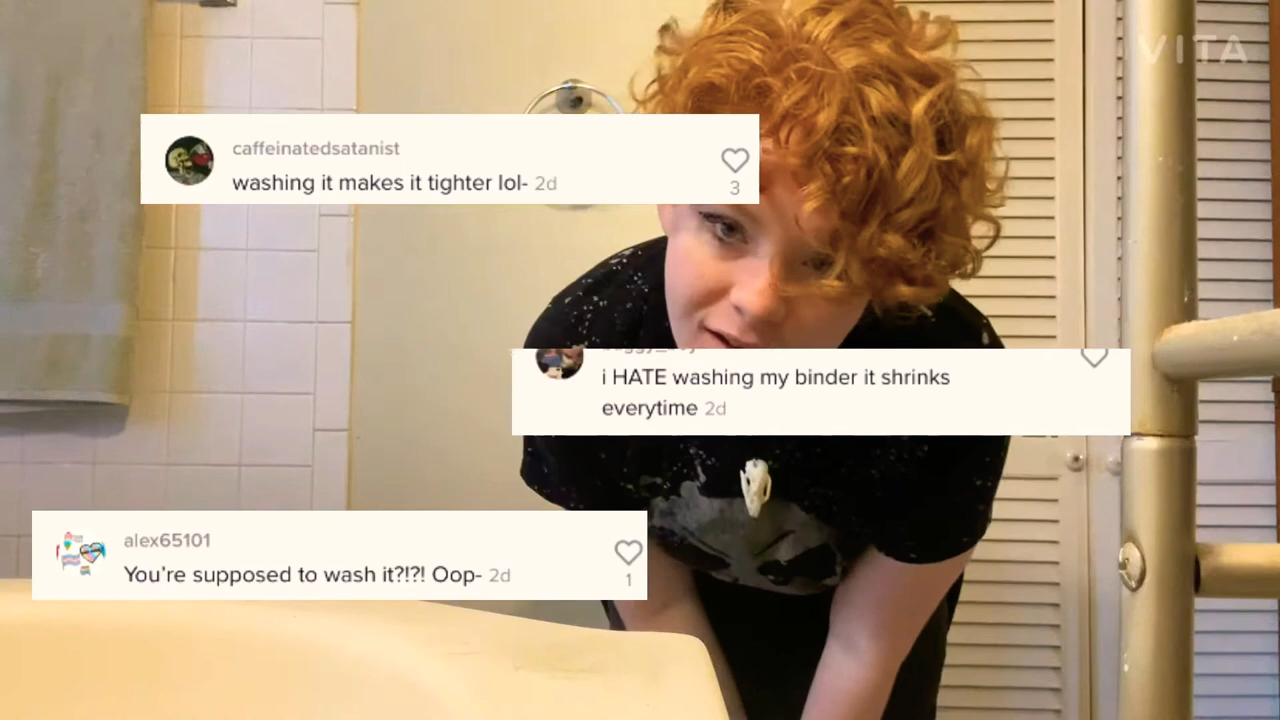 VITA
caffeinatedsatanist
washing it makes it tighter lol- 2d
3
i HATE washing my binder it shrinks
everytime 2d
alex65101
You're supposed to wash it?!?! Oop- 2d
1